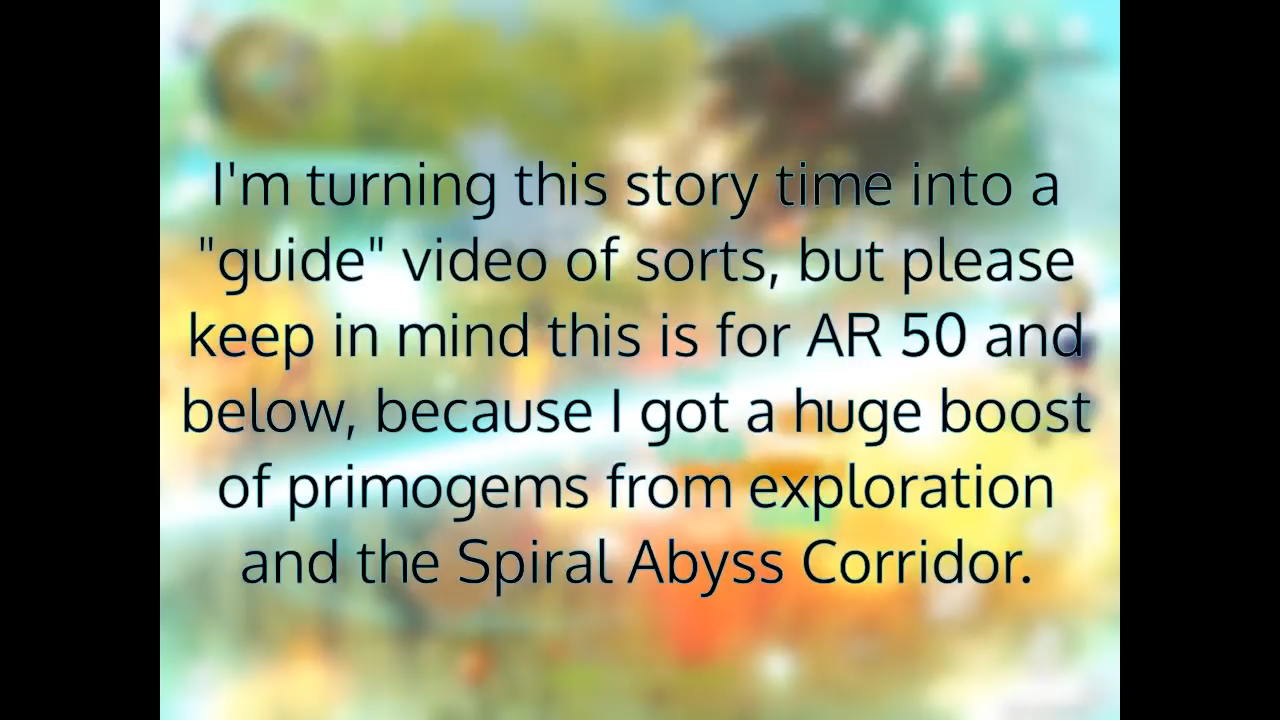 I'm turning this story time into a
"guide" video of sorts, but please
keep in mind this is for AR 50 and
below, because I got a huge boost
of primogems from exploration
and the Spiral Abyss Corridor.